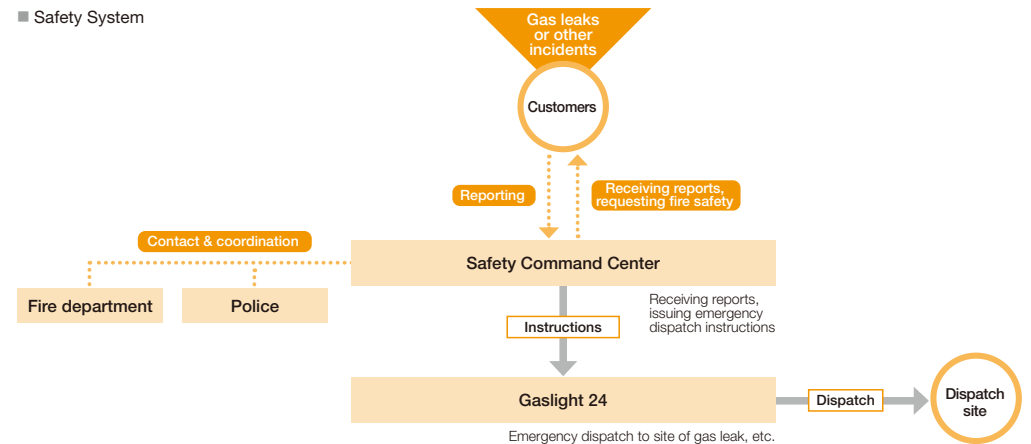 Safety System
Gas leaks
or other
incidents
Customers
Reporting
Receiving reports,
requesting fire safety
Contact & coordination
Safety Command Center
Fire department
Police
Receiving reports,
issuing emergency
dispatch instructions
Instructions
Gaslight 24
Dispatch
Dispatch
site
Emergency dispatch to site of gas leak, etc.